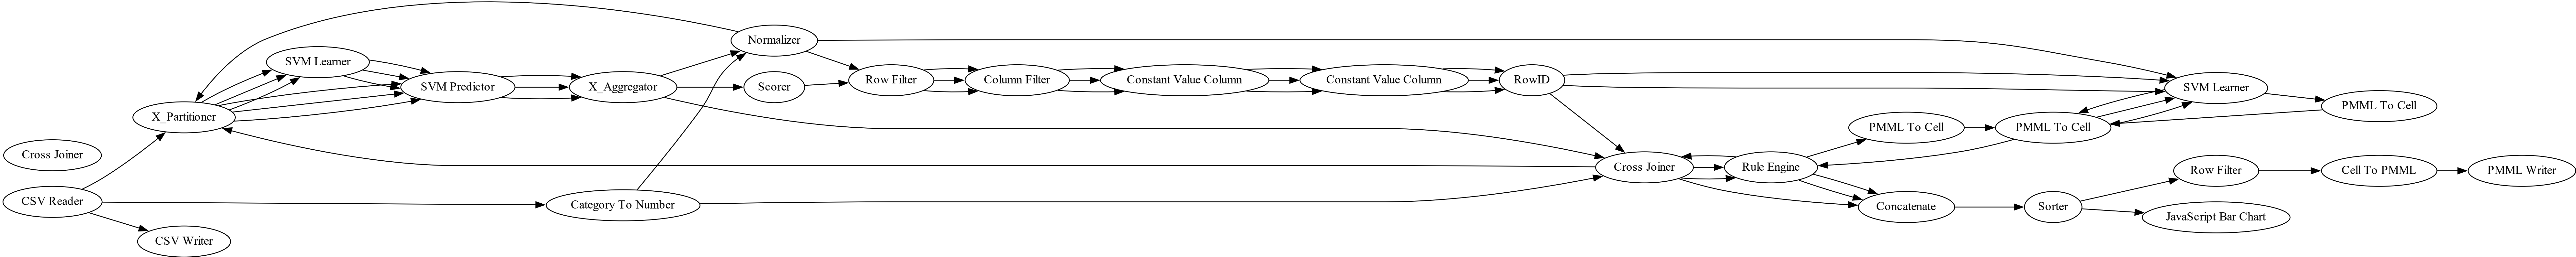 Normalizer
SVM Learner
SVM Predictor
X_Aggregator
Scorer
Row Filter
Column Filter
Constant Value Column
Constant Value Column
RowID
SVM Learner
PMML To Cell
X_Partitioner
PMML To Cell
PMML To Cell
Cross Joiner
Cross Joiner
Rule Engine
Row Filter
Cell To PMML
PMML Writer
CSV Reader
Category To Number
Concatenate
Sorter
JavaScript Bar Chart
CSV Writer